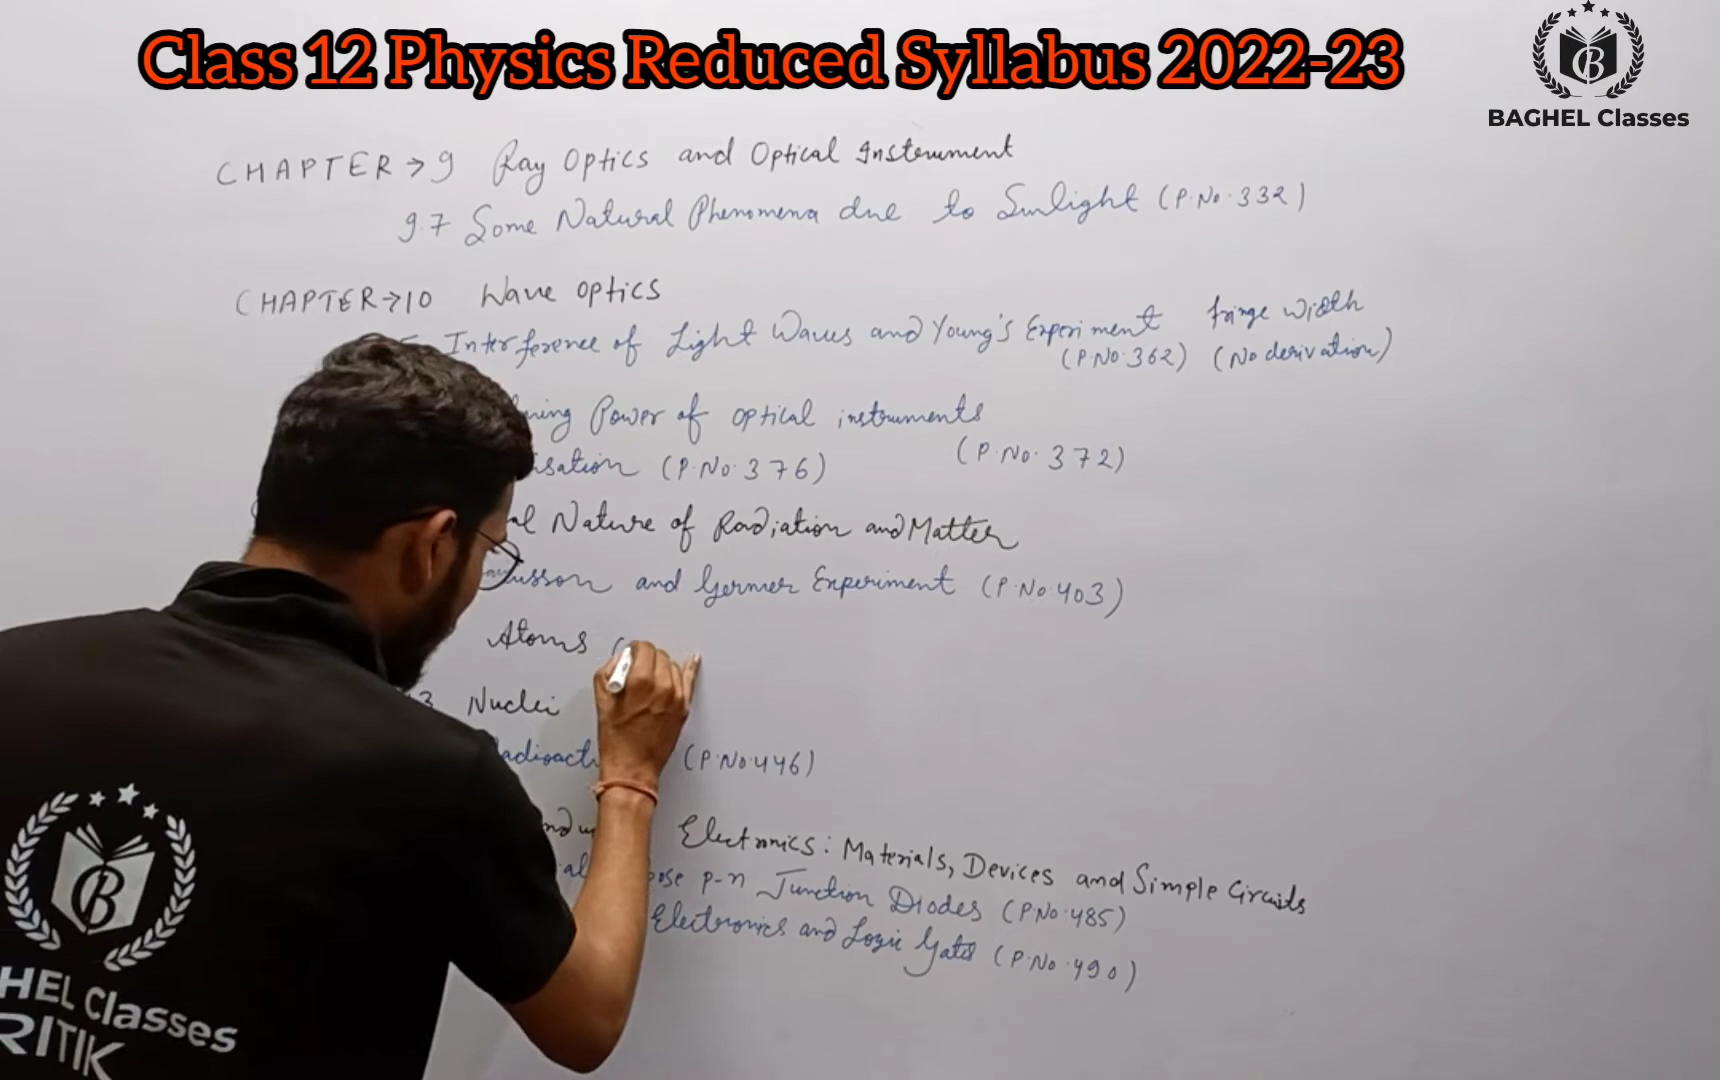 Class 12 Physics Reduced Syllabus 2022-23
BAGHEL Classes
CHAPTER → 9 Ray Optics and Optical Instrument
9.7 Some Natural Phenomena due to Sunlight (P.No.332)
CHAPTER → 10 Wave Optics
Interference of Light Waves and Young's Experiment fringe width
(P.No.362) (No derivation)
Power of optical instruments
(P.No.372)
(P.No.376)
Nature of Radiation and Matter
and Germer Experiment (P.No.403)
Atoms (
Nuclei
(P.No.446)
Electronics: Materials, Devices and Simple Circuits
p-n Junction Diodes (P.No.485)
Electronics and Logic Gates (P.No.490)
B
Classes
RITIK